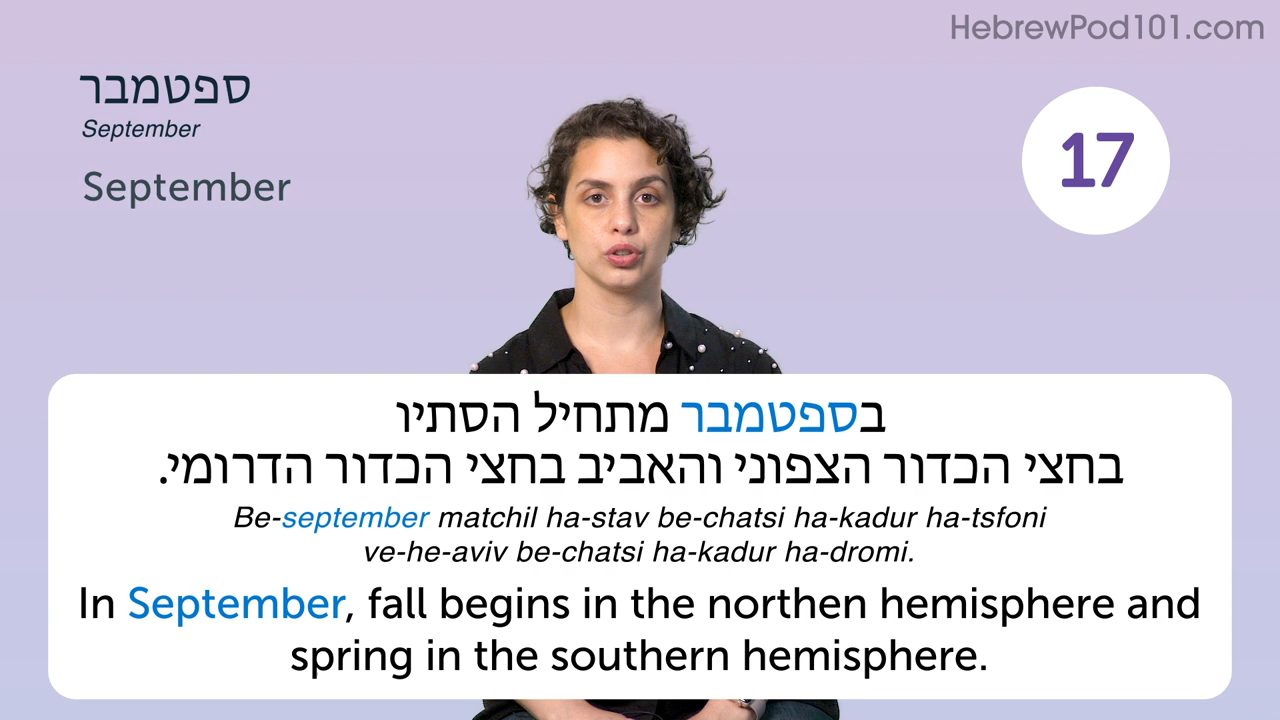 HebrewPod101.com
ספטמבר
September
September
17
בספטמבר מתחיל הסתיו
בחצי הכדור הצפוני והאביב בחצי הכדור הדרומי.
Be-september matchil ha-stav be-chatsi ha-kadur ha-tsfoni
ve-he-aviv be-chatsi ha-kadur ha-dromi.
In September, fall begins in the northen hemisphere and
spring in the southern hemisphere.